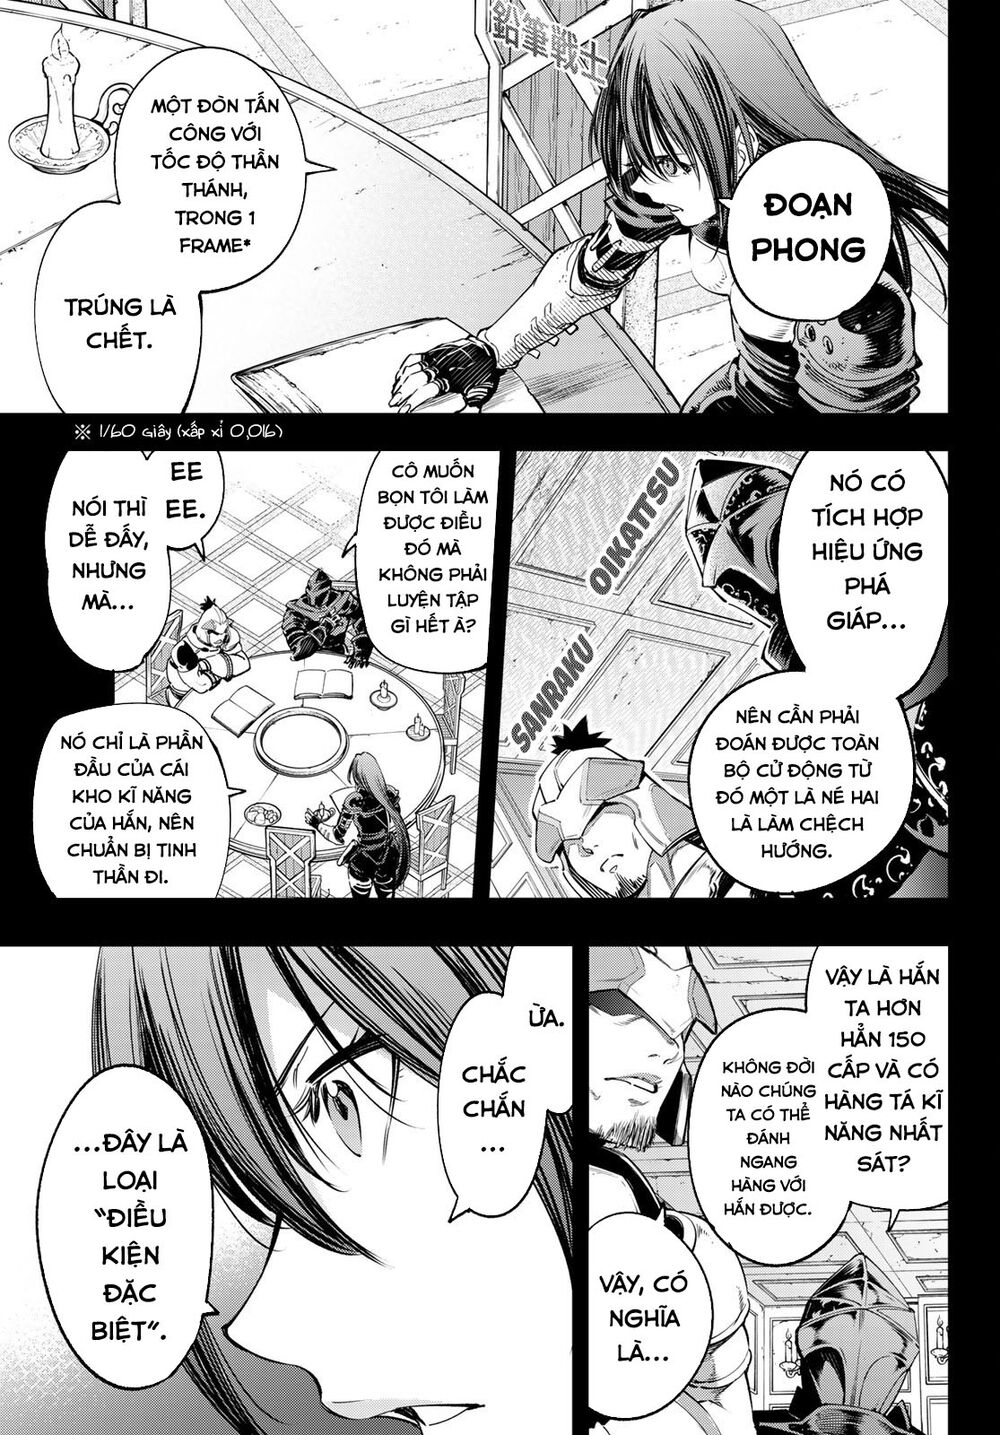 鉛筆戦士
ĐOẠN
PHONG
MỘT ĐÒN TẤN
CÔNG VỚI
TỐC ĐỘ THẦN
THÁNH,
TRONG 1
FRAME*
TRÚNG LÀ
CHẾT.
※ 1/60 Giây (xấp xỉ 0,016)
NÓ CÓ
TÍCH HỢP
HIỆU ỨNG
PHÁ
GIÁP...
OIKATTSU
SANRAKU
NÊN CẦN PHẢI
ĐOÁN ĐƯỢC TOÀN
BỘ CỬ ĐỘNG TỪ
ĐÓ MỘT LÀ NÉ HAI
LÀ LÀM CHỆCH
HƯỚNG.
CÔ MUỐN
BỌN TÔI LÀM
ĐƯỢC ĐIỀU
ĐÓ MÀ
KHÔNG PHẢI
LUYỆN TẬP
GÌ HẾT À?
EE
EE.
NÓI THÌ
DỄ ĐẤY,
NHƯNG
MÀ...
NÓ CHỈ LÀ PHẦN
ĐẦU CỦA CÁI
KHO KĨ NĂNG
CỦA HẮN, NÊN
CHUẨN BỊ TINH
THẦN ĐI.
VẬY LÀ HẮN
TA HƠN
HẲN 150
CẤP VÀ CÓ
HÀNG TÁ KĨ
NĂNG NHẤT
SÁT?
KHÔNG ĐỜI
NÀO CHÚNG
TA CÓ THỂ
ĐÁNH
NGANG
HÀNG VỚI
HẮN ĐƯỢC.
VẬY, CÓ
NGHĨA
LÀ...
ỪA.
CHẮC
CHẮN
...
...ĐÂY LÀ
LOẠI
"ĐIỀU
KIỆN
ĐẶC
BIỆT".